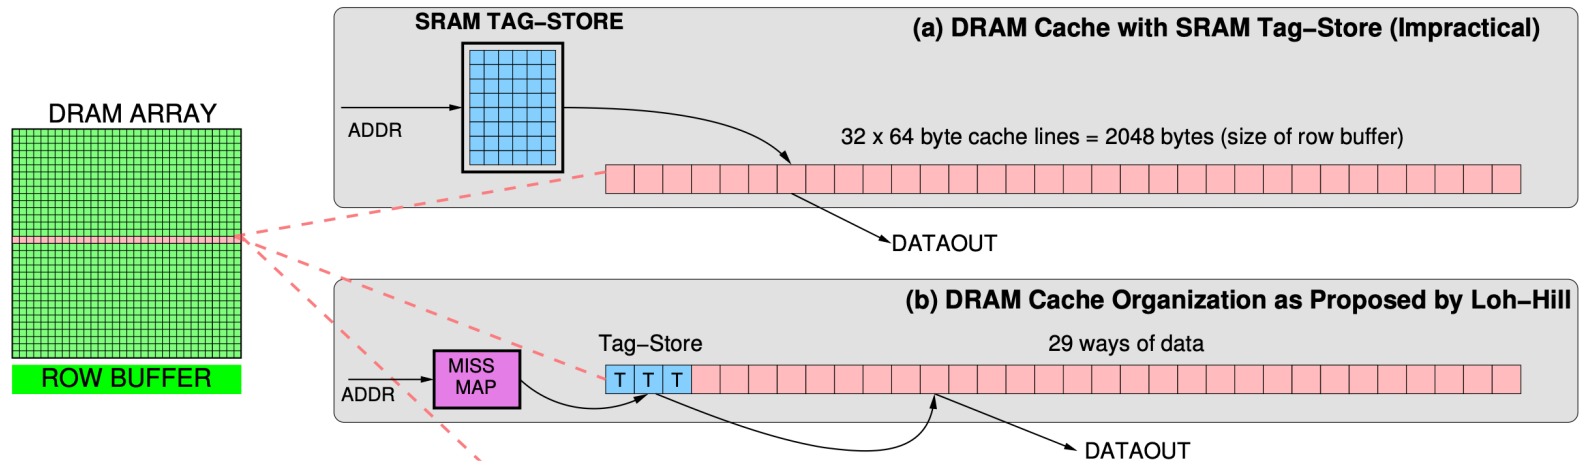 SRAM TAG–STORE
(a) DRAM Cache with SRAM Tag–Store (Impractical)
DRAM ARRAY
ADDR
32 x 64 byte cache lines = 2048 bytes (size of row buffer)
DATAOUT
(b) DRAM Cache Organization as Proposed by Loh–Hill
Tag–Store
29 ways of data
ROW BUFFER
MISS
MAP
T T T
ADDR
DATAOUT